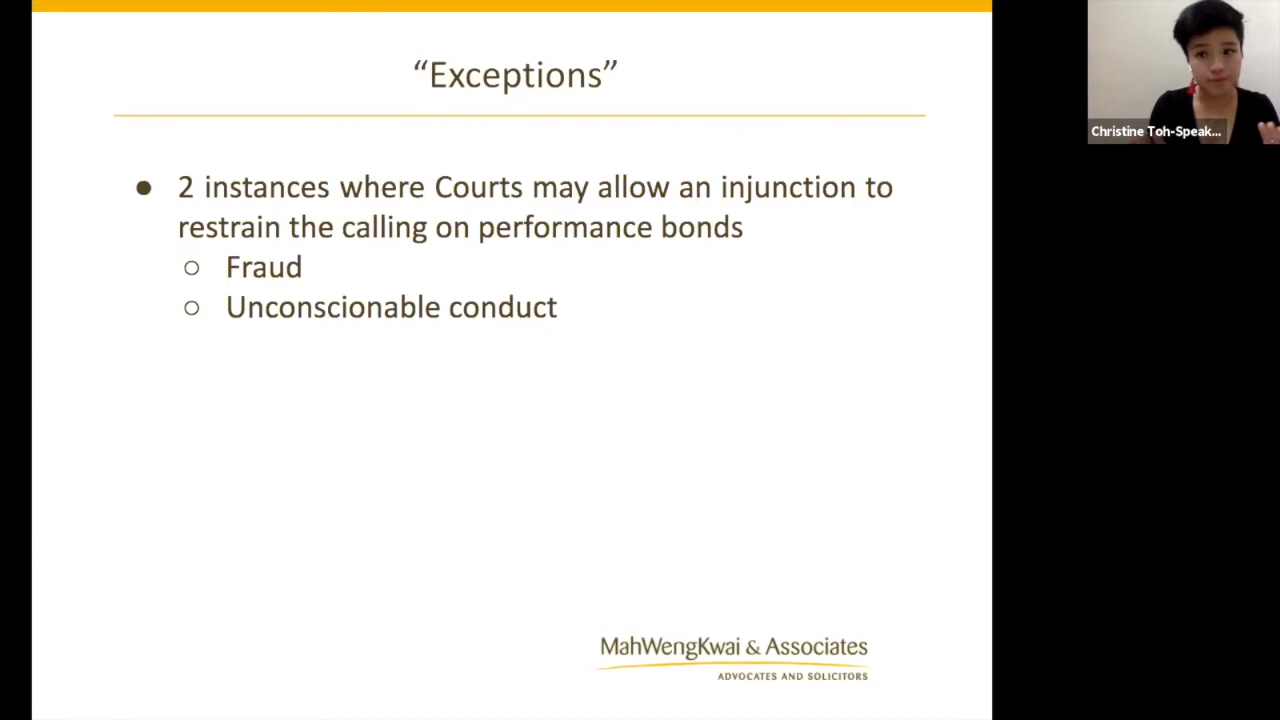 “Exceptions”
● 2 instances where Courts may allow an injunction to
restrain the calling on performance bonds
○ Fraud
○ Unconscionable conduct
MahWengKwai & Associates
ADVOCATES AND SOLICITORS
Christine Toh-Speak...